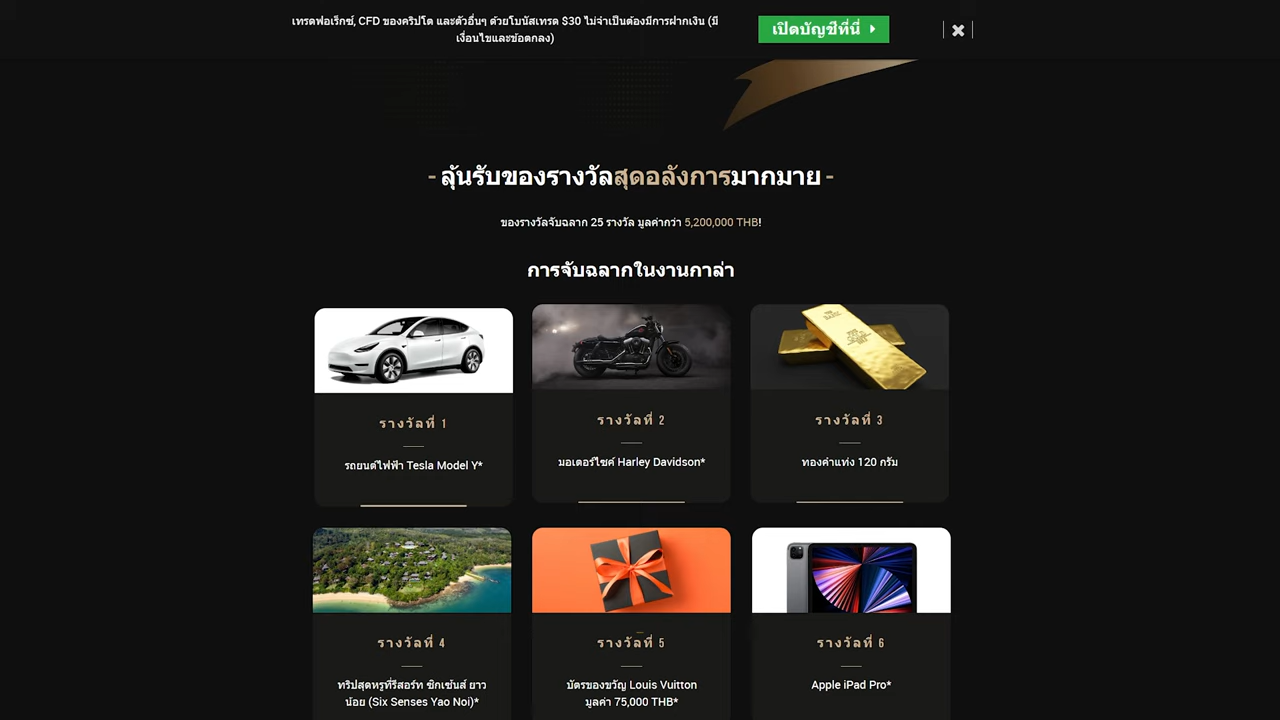 เทรดฟอเร็กซ์, CFD ของคริปโต และตัวอื่นๆ ด้วยโบนัสเทรด $30 ไม่จำเป็นต้องมีการฝากเงิน (มี
เงื่อนไขและข้อตกลง)
เปิดบัญชีที่นี่
- ลุ้นรับของรางวัลสุดอลังการมากมาย -
ของรางวัลจับฉลาก 25 รางวัล มูลค่ากว่า 5,200,000 THB!
การจับฉลากในงานกาล่า
รางวัลที่ 1
รถยนต์ไฟฟ้า Tesla Model Y*
รางวัลที่ 2
มอเตอร์ไซค์ Harley Davidson*
รางวัลที่ 3
ทองคำแท่ง 120 กรัม
รางวัลที่ 4
ทริปสุดหรูที่รีสอร์ท ซิกเซ้นส์ ยาว
น้อย (Six Senses Yao Noi)*
รางวัลที่ 5
บัตรของขวัญ Louis Vuitton
มูลค่า 75,000 THB*
รางวัลที่ 6
Apple iPad Pro*